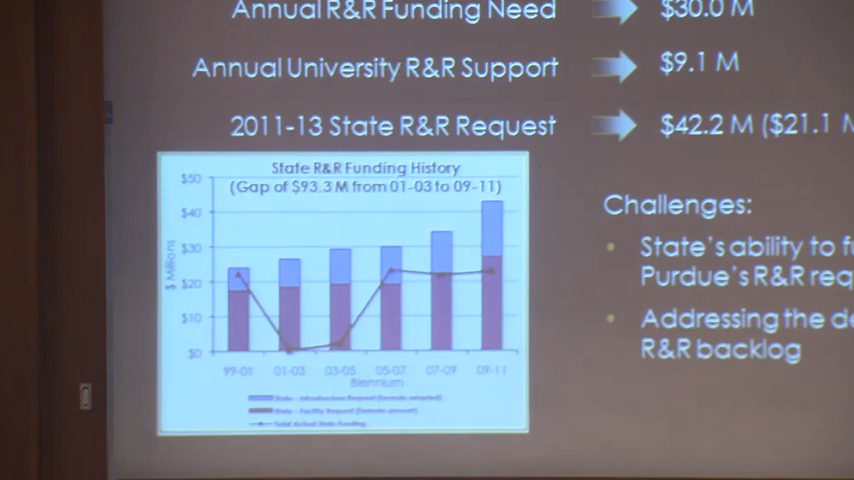 Annual R&R Funding Need $30.0 M
Annual University R&R Support $9.1 M
2011-13 State R&R Request $42.2 M ($21.1 M
State R&R Funding History
(Gap of $93.3 M from 01-03 to 09-11)
$50
$40
$30
$20
$10
$0
$ Millions
99-01 01-03 03-05 05-07 07-09 09-11
Biennium
State - Infrastructure Request (formula adopted)
State - Facility Request (formula amount)
Total Actual State Funding
Challenges:
• State's ability to
Purdue's R&R
• Addressing the
R&R backlog